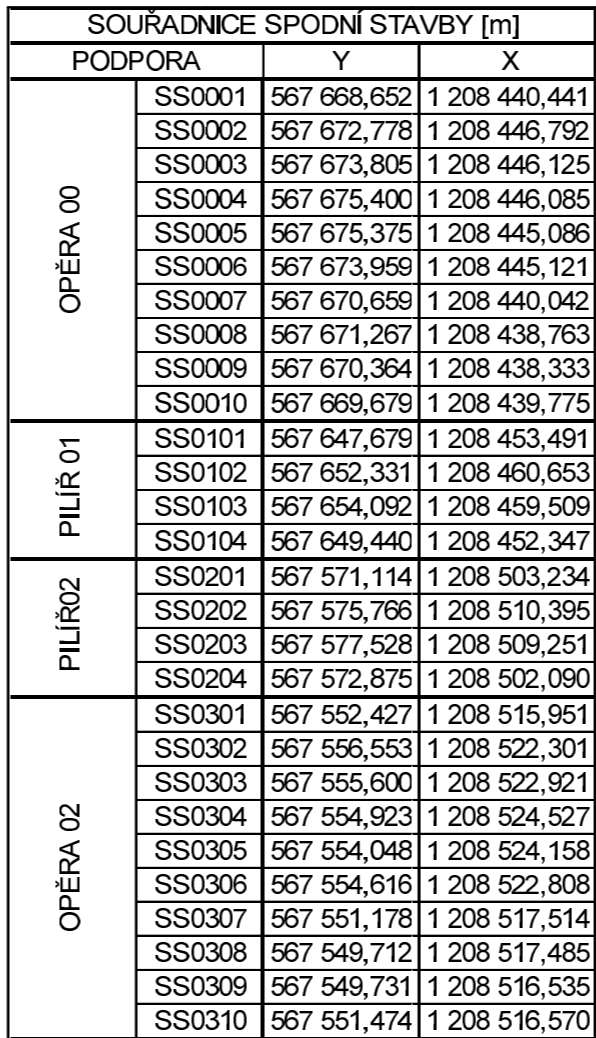 SOUŘADNICE SPODNÍ STAVBY [m]
PODPORA Y X
OPĚRA 00
SS0001 567 668,652 1 208 440,441
SS0002 567 672,778 1 208 446,792
SS0003 567 673,805 1 208 446,125
SS0004 567 675,400 1 208 446,085
SS0005 567 675,375 1 208 445,086
SS0006 567 673,959 1 208 445,121
SS0007 567 670,659 1 208 440,042
SS0008 567 671,267 1 208 438,763
SS0009 567 670,364 1 208 438,333
SS0010 567 669,679 1 208 439,775
PILÍŘ 01
SS0101 567 647,679 1 208 453,491
SS0102 567 652,331 1 208 460,653
SS0103 567 654,092 1 208 459,509
SS0104 567 649,440 1 208 452,347
PILÍŘ02
SS0201 567 571,114 1 208 503,234
SS0202 567 575,766 1 208 510,395
SS0203 567 577,528 1 208 509,251
SS0204 567 572,875 1 208 502,090
OPĚRA 02
SS0301 567 552,427 1 208 515,951
SS0302 567 556,553 1 208 522,301
SS0303 567 555,600 1 208 522,921
SS0304 567 554,923 1 208 524,527
SS0305 567 554,048 1 208 524,158
SS0306 567 554,616 1 208 522,808
SS0307 567 551,178 1 208 517,514
SS0308 567 549,712 1 208 517,485
SS0309 567 549,731 1 208 516,535
SS0310 567 551,474 1 208 516,570